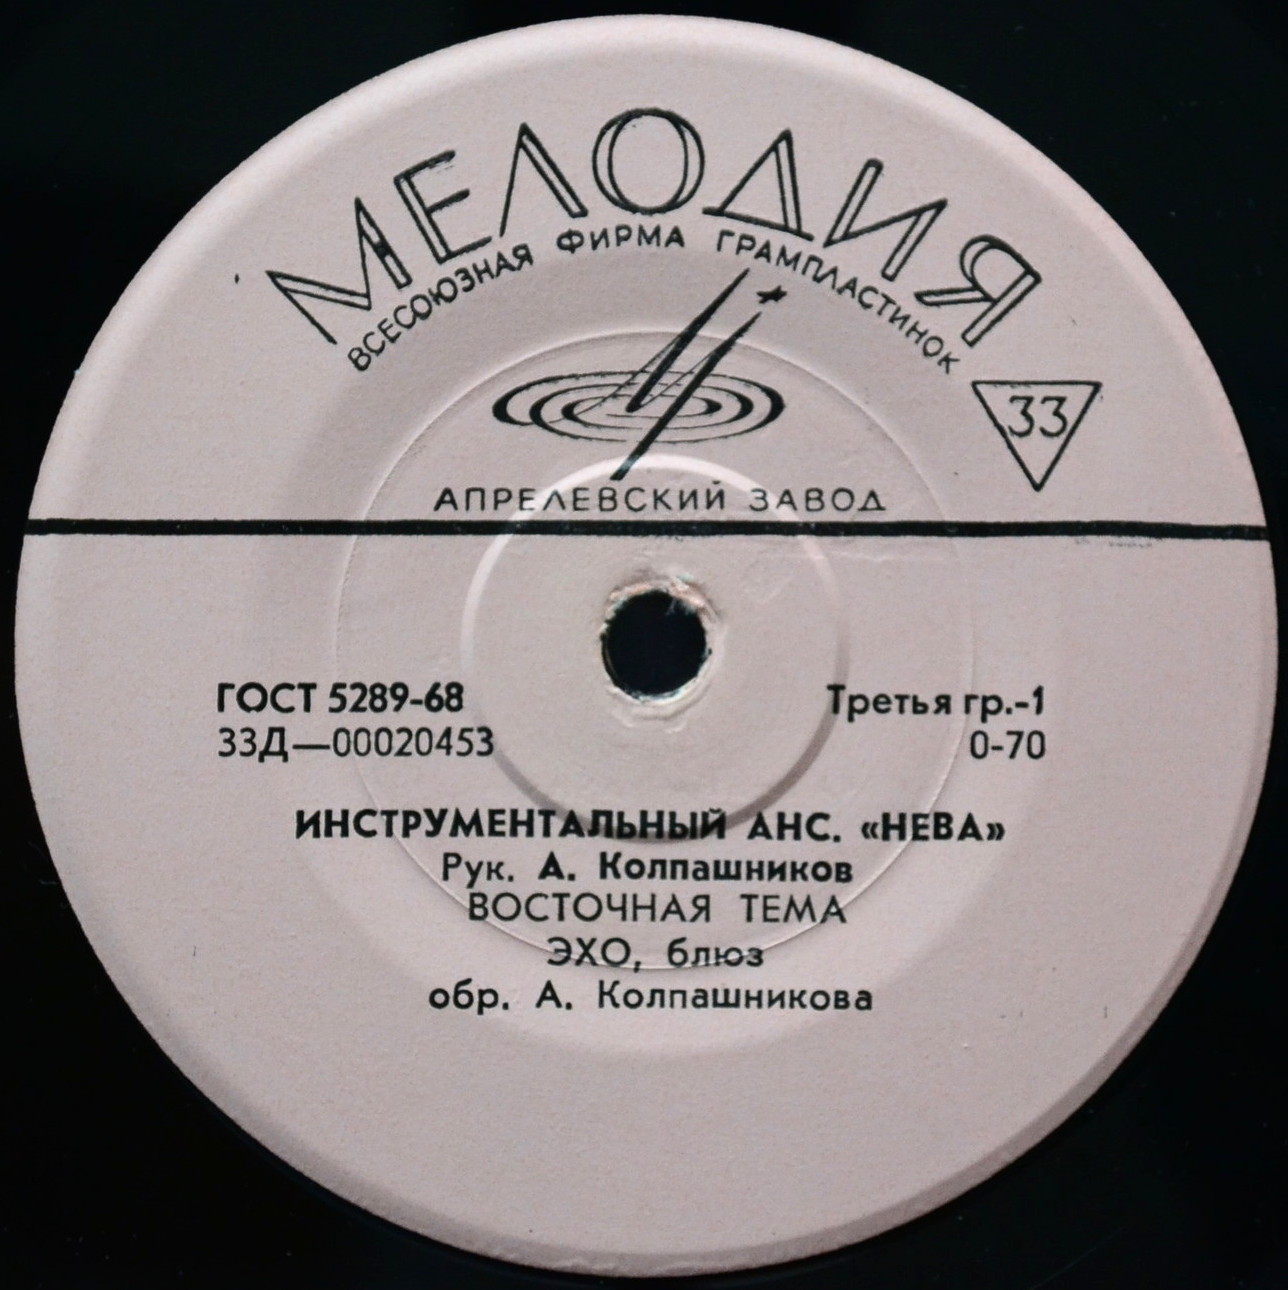 МЕЛОДИЯ
ВСЕСОЮЗНАЯ ФИРМА ГРАМПЛАСТИНОК
33
АПРЕЛЕВСКИЙ ЗАВОД
ГОСТ 5289-68
Третья гр.-1
33Д—00020453
0-70
ИНСТРУМЕНТАЛЬНЫЙ АНС. «НЕВА»
Рук. А. Колпашников
ВОСТОЧНАЯ ТЕМА
ЭХО, блюз
обр. А. Колпашникова